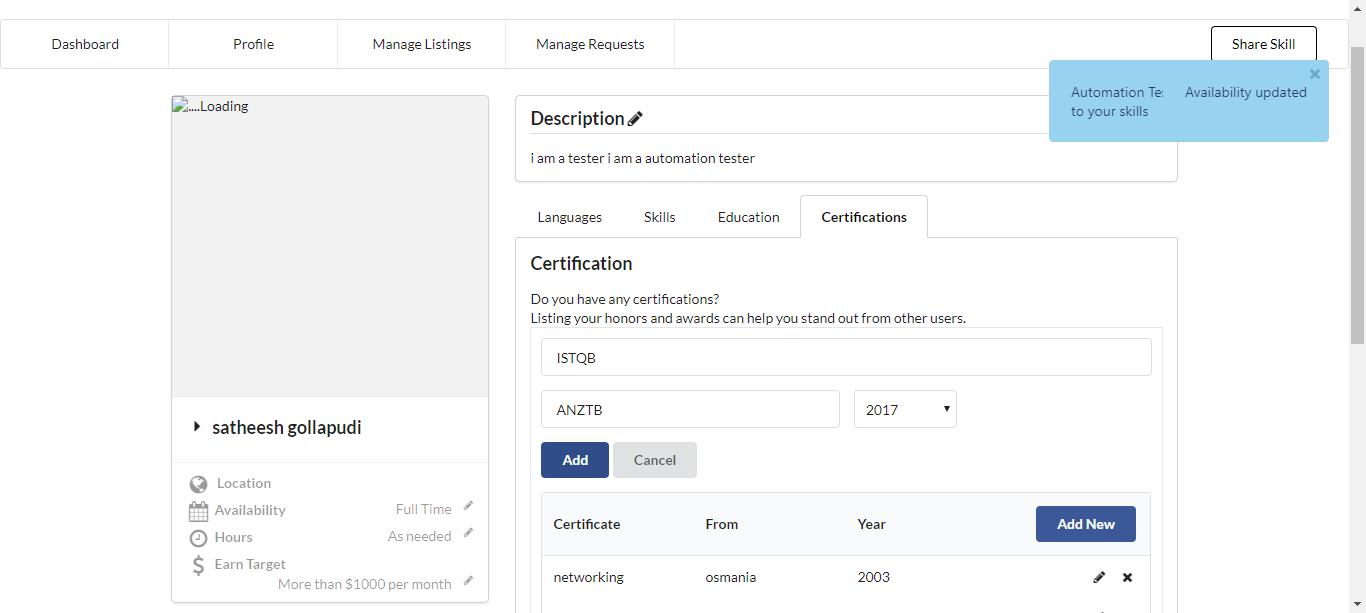 Dashboard Profile Manage Listings Manage Requests Share Skill
Automation Te Availability updated
to your skills
....Loading
Description
i am a tester i am a automation tester
Languages Skills Education Certifications
Certification
Do you have any certifications?
Listing your honors and awards can help you stand out from other users.
ISTQB
ANZTB 2017
Add Cancel
satheesh gollapudi
Location
Availability Full Time
Hours As needed
Earn Target
More than $1000 per month
Certificate From Year Add New
networking osmania 2003